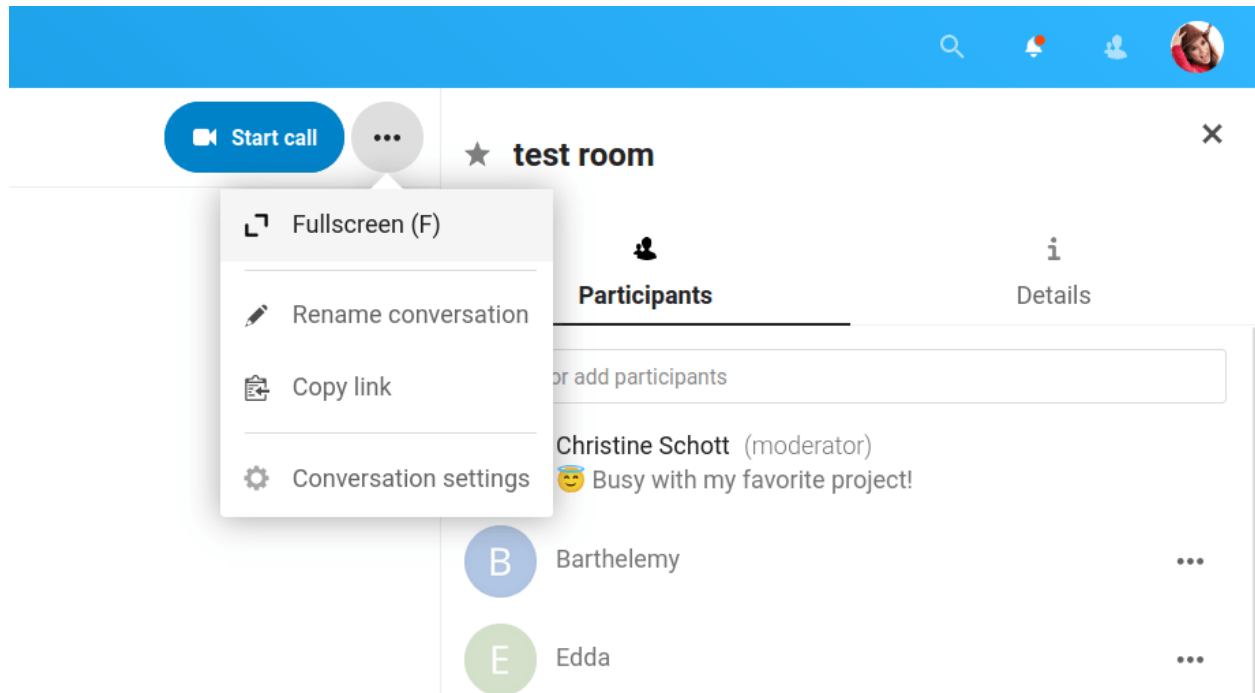 Start call
test room
Fullscreen (F)
Rename conversation
Copy link
Conversation settings
Participants
Details
or add participants
Christine Schott (moderator)
😇 Busy with my favorite project!
B
Barthelemy
E
Edda